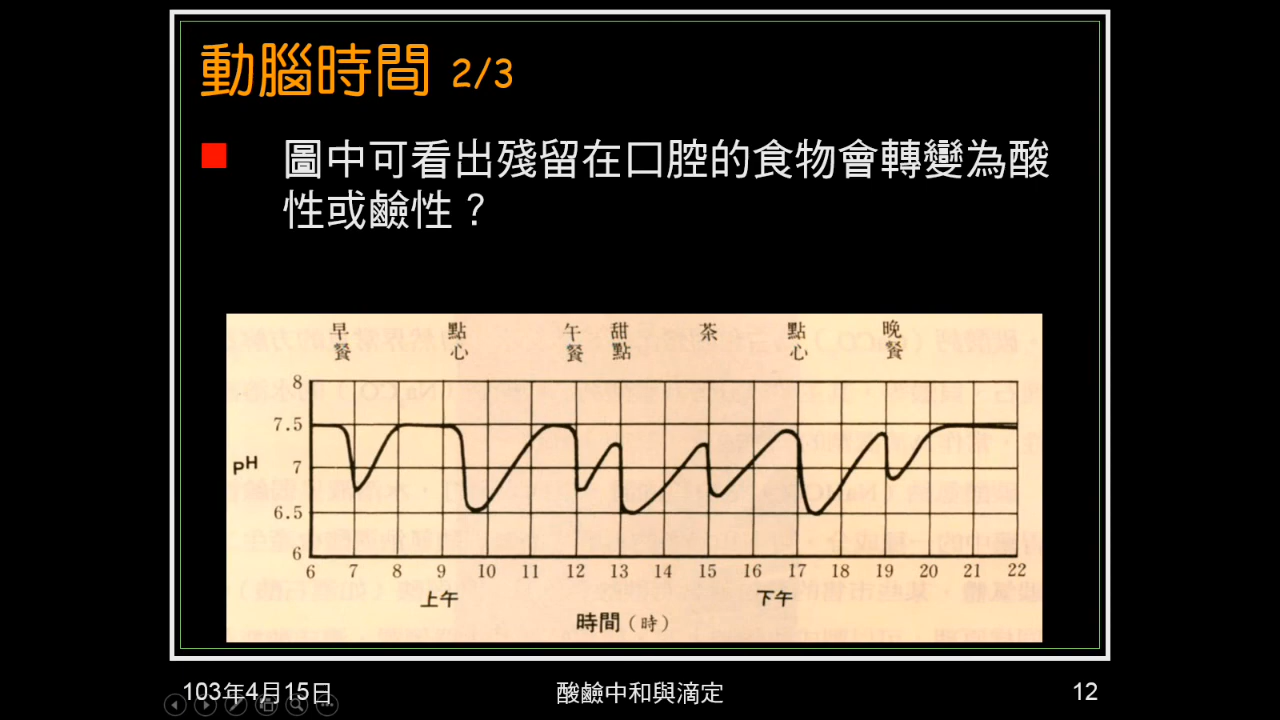 動腦時間 2/3
圖中可看出殘留在口腔的食物會轉變為酸
性或鹼性？
早餐 點心 午餐 甜點 茶 點心 晚餐
8
7.5
7
6.5
6
PH
6 7 8 9 10 11 12 13 14 15 16 17 18 19 20 21 22
上午 下午
時間（時）
103年4月15日 酸鹼中和與滴定 12